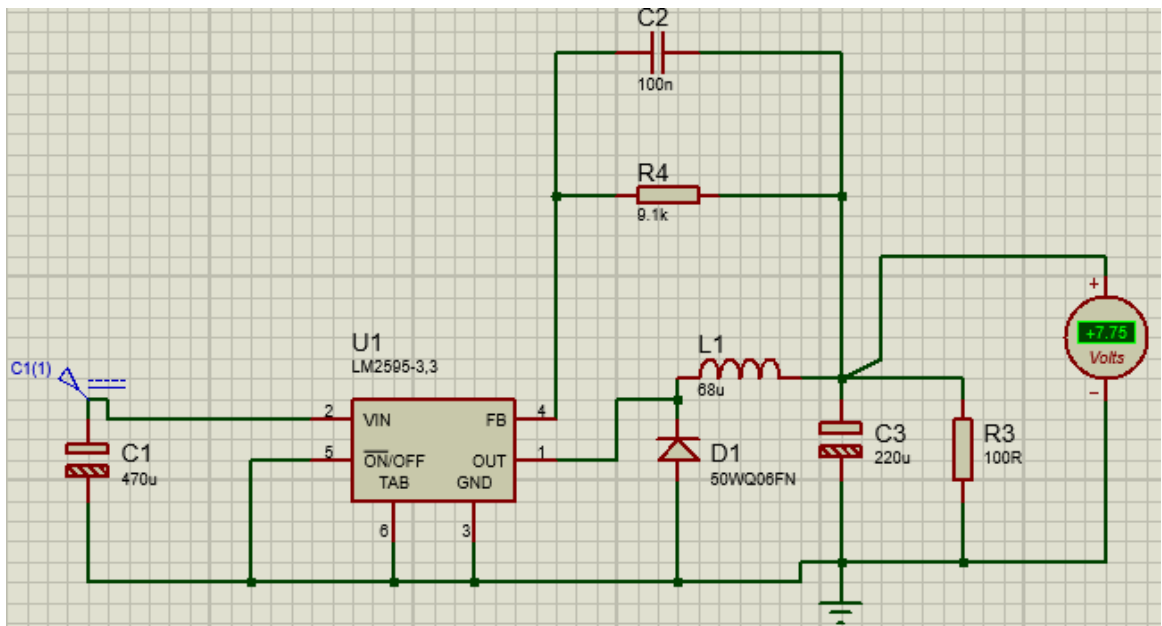 C2
100n
R4
9.1k
C1(1)
U1
LM2595-3,3
L1
68u
+
+7.75
Volts
−
2
VIN
FB
4
5
ON/OFF
OUT
1
TAB
GND
6
3
C1
470u
D1
50WQ06FN
C3
220u
R3
100R